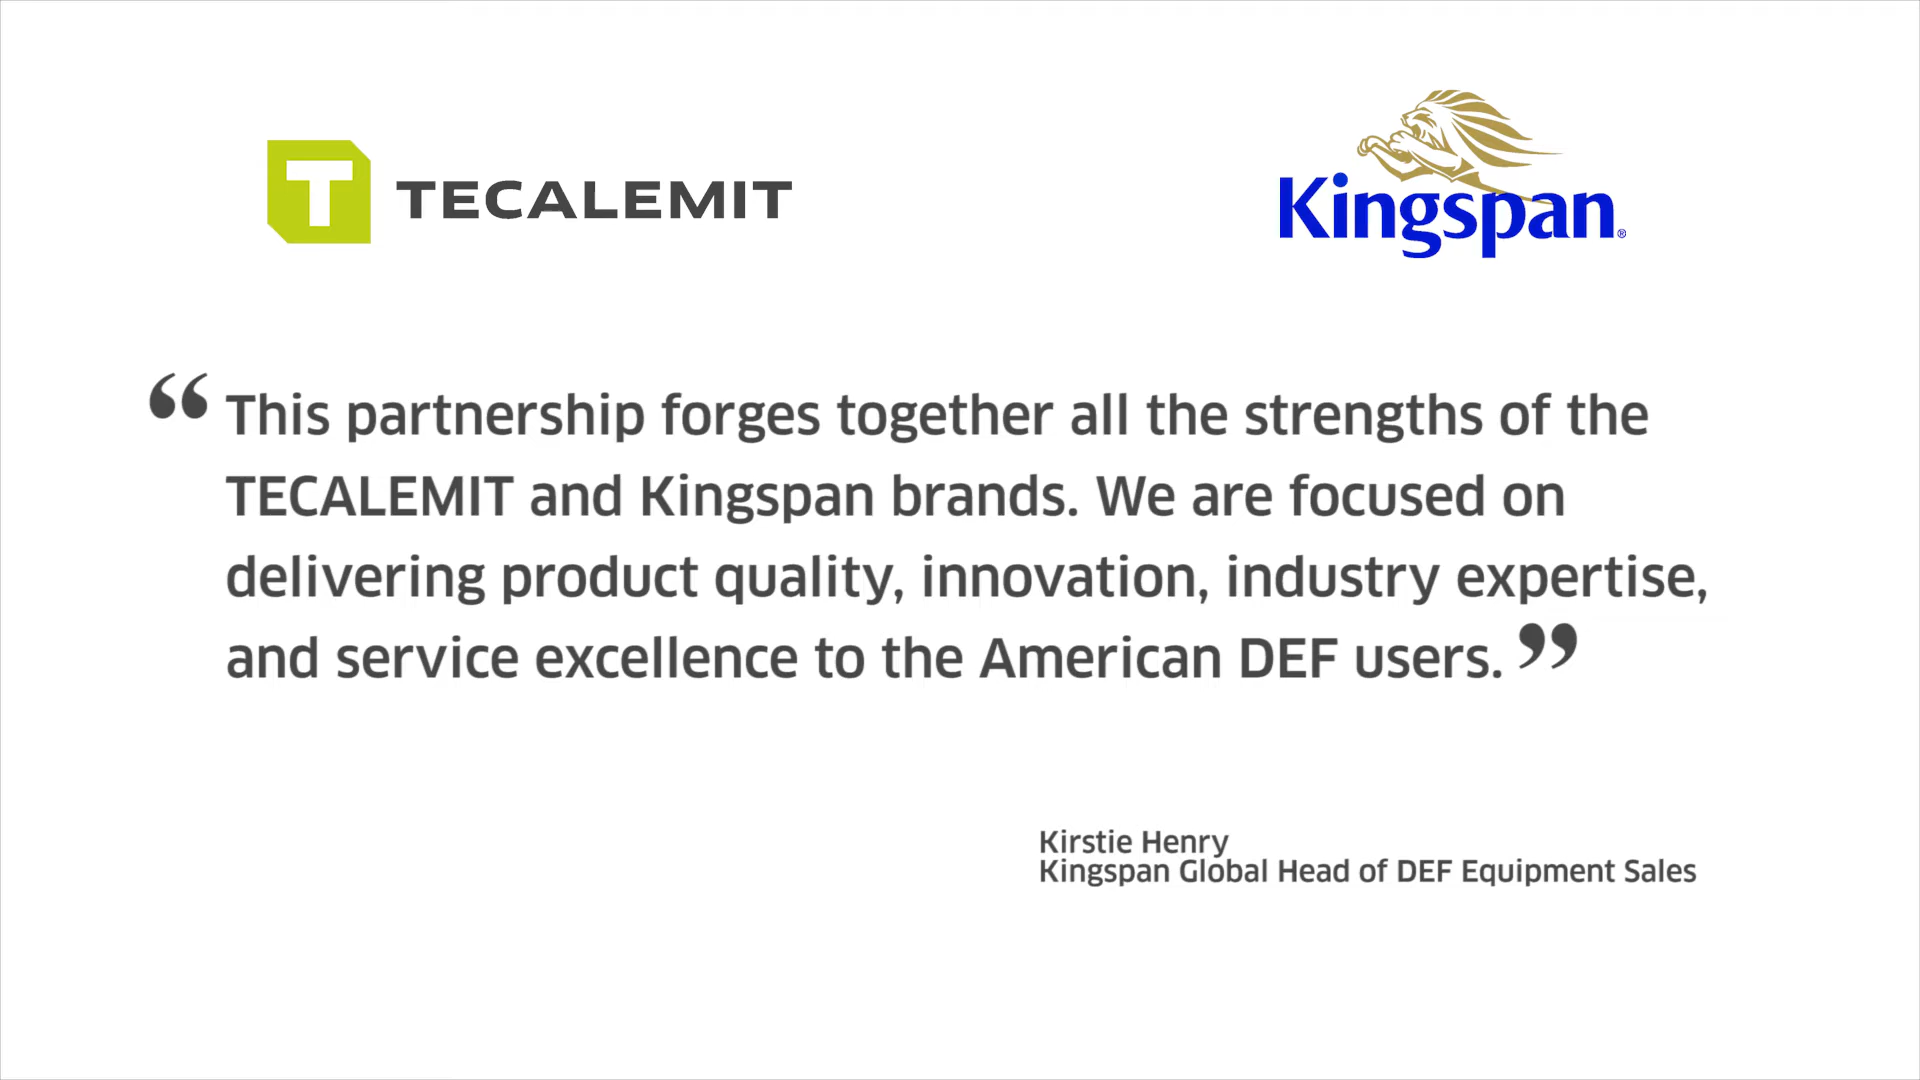 T TECALEMIT
Kingspan®
“This partnership forges together all the strengths of the
TECALEMIT and Kingspan brands. We are focused on
delivering product quality, innovation, industry expertise,
and service excellence to the American DEF users.”
Kirstie Henry
Kingspan Global Head of DEF Equipment Sales